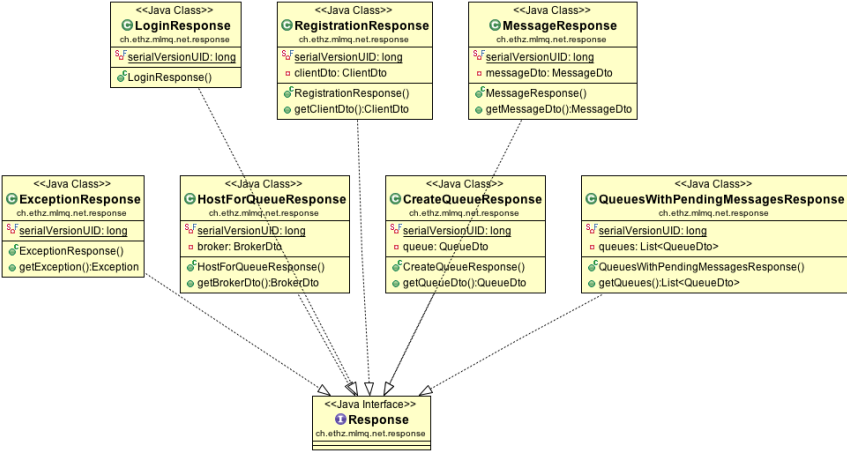 <<Java Class>>
LoginResponse
ch.ethz.mlmq.net.response
serialVersionUID: long
LoginResponse()
<<Java Class>>
RegistrationResponse
ch.ethz.mlmq.net.response
serialVersionUID: long
clientDto: ClientDto
RegistrationResponse()
getClientDto():ClientDto
<<Java Class>>
MessageResponse
ch.ethz.mlmq.net.response
serialVersionUID: long
messageDto: MessageDto
MessageResponse()
getMessageDto():MessageDto
<<Java Class>>
ExceptionResponse
ch.ethz.mlmq.net.response
serialVersionUID: long
ExceptionResponse()
getException():Exception
<<Java Class>>
HostForQueueResponse
ch.ethz.mlmq.net.response
serialVersionUID: long
broker: BrokerDto
HostForQueueResponse()
getBrokerDto():BrokerDto
<<Java Class>>
CreateQueueResponse
ch.ethz.mlmq.net.response
serialVersionUID: long
queue: QueueDto
CreateQueueResponse()
getQueueDto():QueueDto
<<Java Class>>
QueuesWithPendingMessagesResponse
ch.ethz.mlmq.net.response
serialVersionUID: long
queues: List<QueueDto>
QueuesWithPendingMessagesResponse()
getQueues():List<QueueDto>
<<Java Interface>>
Response
ch.ethz.mlmq.net.response